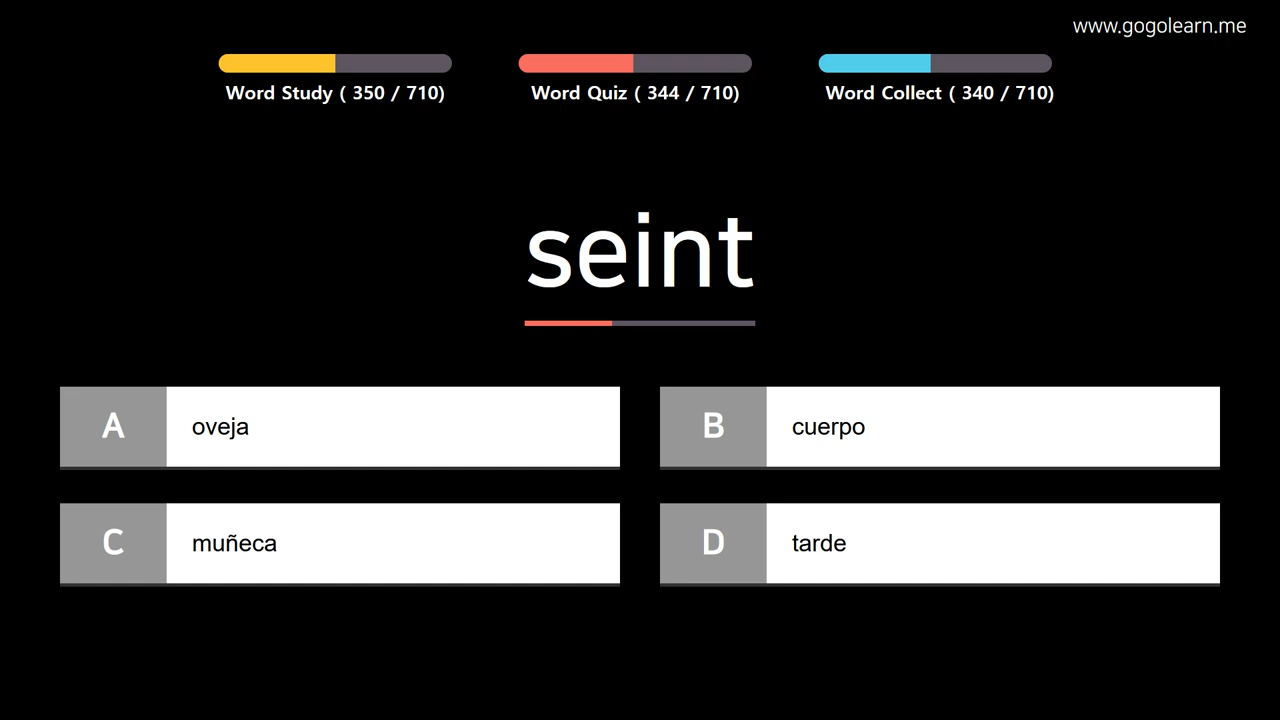 www.gogolearn.me
Word Study ( 350 / 710)
Word Quiz ( 344 / 710)
Word Collect ( 340 / 710)
seint
A oveja
B cuerpo
C muñeca
D tarde